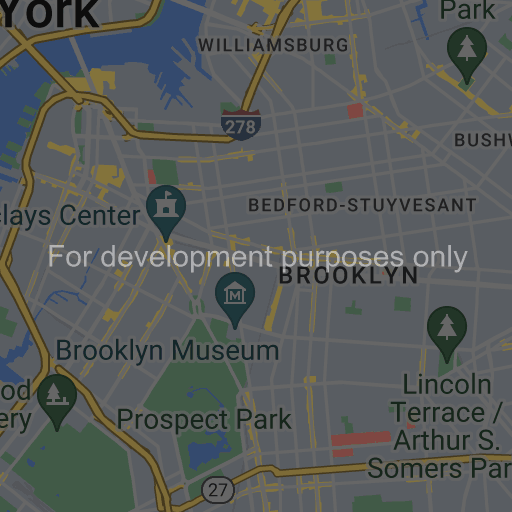 York
Park
WILLIAMSBURG
278
BUSHW
BEDFORD-STUYVESANT
clays Center
For development purposes only
BROOKLYN
Brooklyn Museum
Lincoln
Terrace /
Arthur S.
Somers Par
od
ery
Prospect Park
27